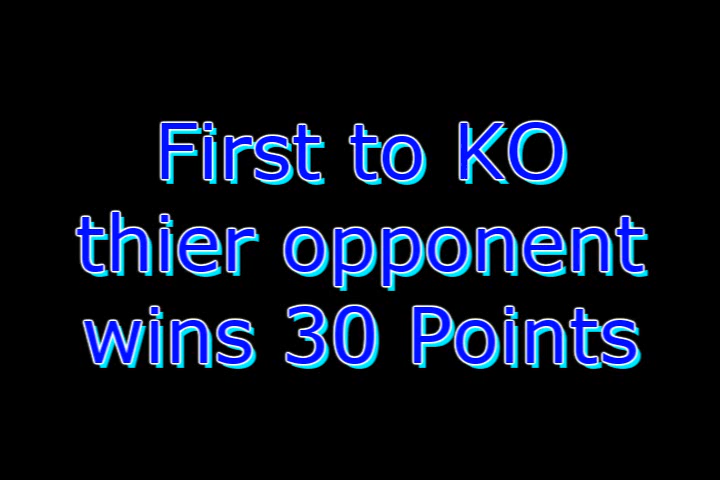 First to KO
thier opponent
wins 30 Points